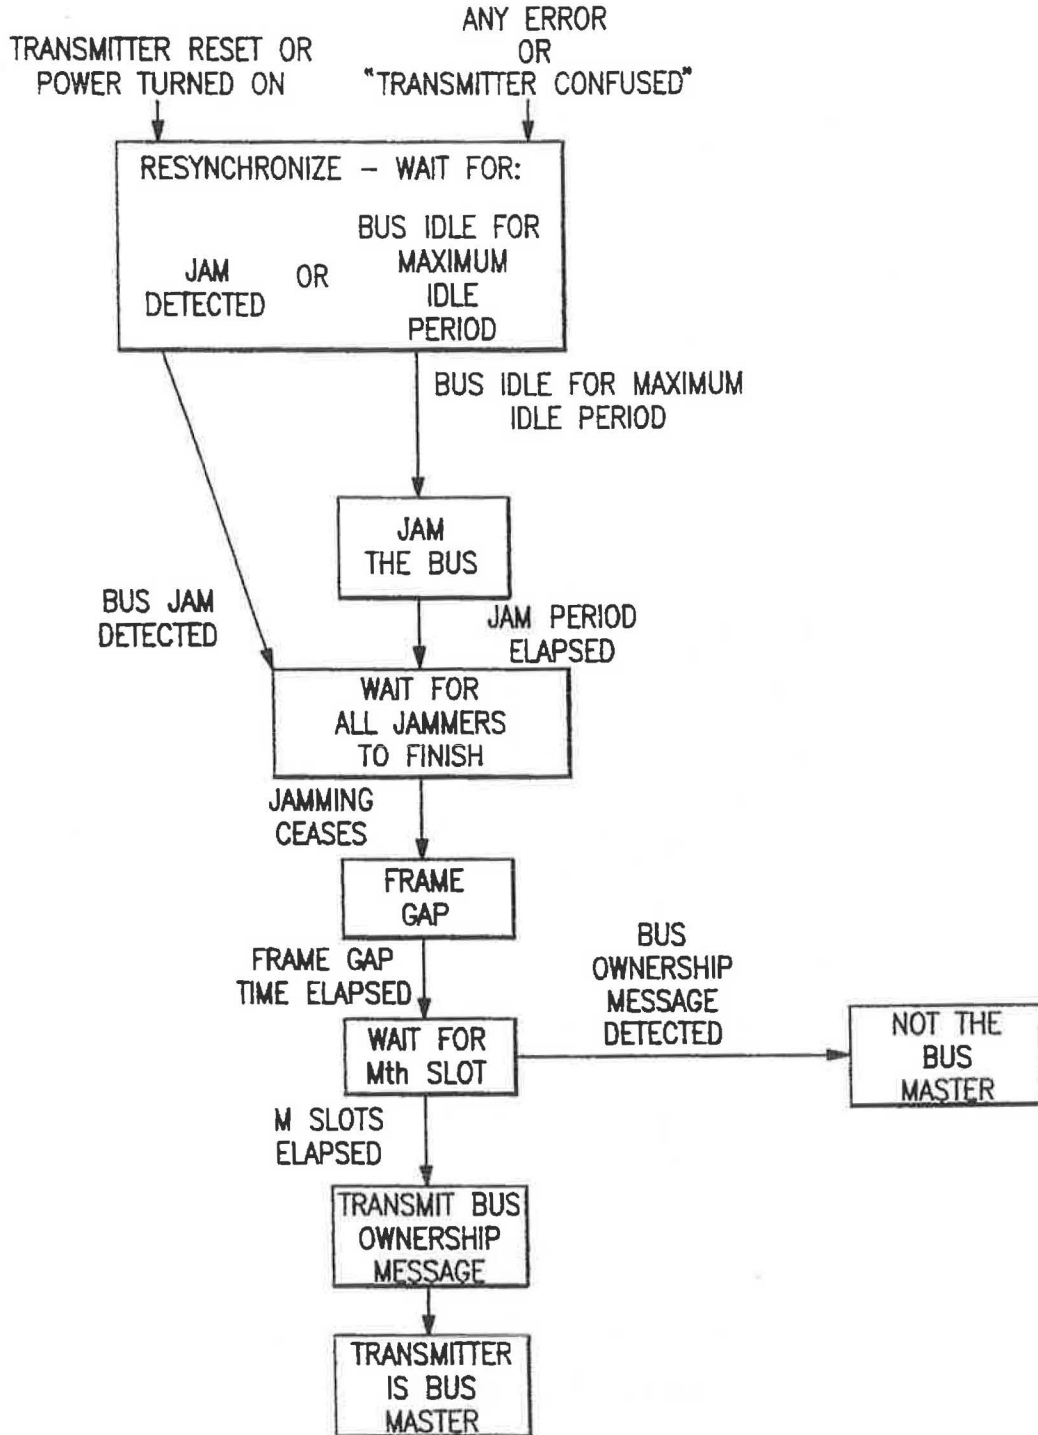 TRANSMITTER RESET OR
POWER TURNED ON
ANY ERROR
OR
"TRANSMITTER CONFUSED"
RESYNCHRONIZE – WAIT FOR:
JAM
DETECTED
OR
BUS IDLE FOR
MAXIMUM
IDLE
PERIOD
BUS IDLE FOR MAXIMUM
IDLE PERIOD
JAM
THE BUS
BUS JAM
DETECTED
JAM PERIOD
ELAPSED
WAIT FOR
ALL JAMMERS
TO FINISH
JAMMING
CEASES
FRAME
GAP
FRAME GAP
TIME ELAPSED
BUS
OWNERSHIP
MESSAGE
DETECTED
WAIT FOR
Mth SLOT
NOT THE
BUS
MASTER
M SLOTS
ELAPSED
TRANSMIT BUS
OWNERSHIP
MESSAGE
TRANSMITTER
IS BUS
MASTER